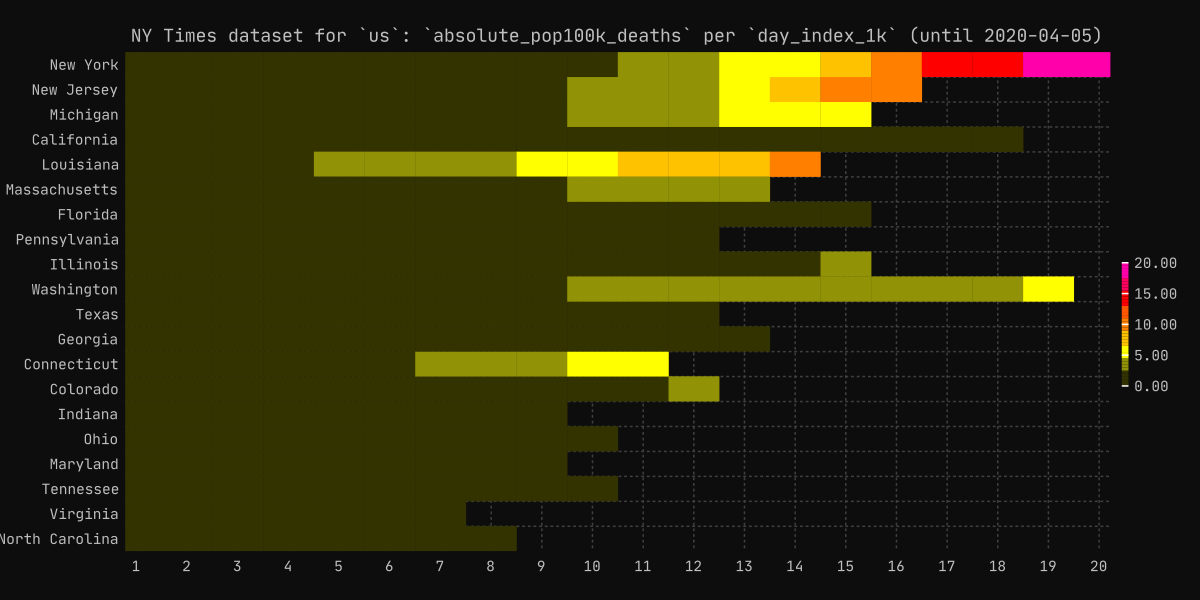 NY Times dataset for `us`: `absolute_pop100k_deaths` per `day_index_1k` (until 2020-04-05)
New York
New Jersey
Michigan
California
Louisiana
Massachusetts
Florida
Pennsylvania
Illinois
Washington
Texas
Georgia
Connecticut
Colorado
Indiana
Ohio
Maryland
Tennessee
Virginia
North Carolina
1 2 3 4 5 6 7 8 9 10 11 12 13 14 15 16 17 18 19 20
20.00
15.00
10.00
5.00
0.00